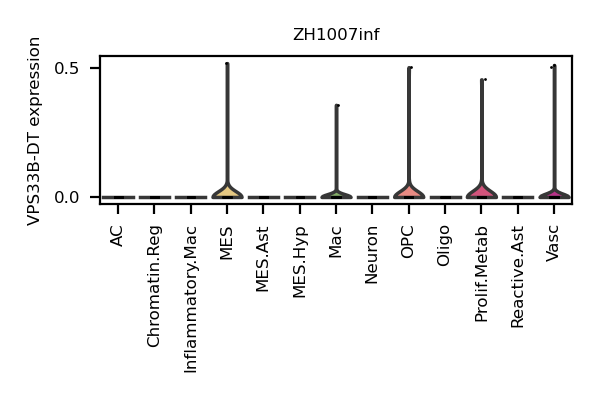 ZH1007inf
VPS33B-DT expression
0.5
0.0
AC
Chromatin.Reg
Inflammatory.Mac
MES
MES.Ast
MES.Hyp
Mac
Neuron
OPC
Oligo
Prolif.Metab
Reactive.Ast
Vasc